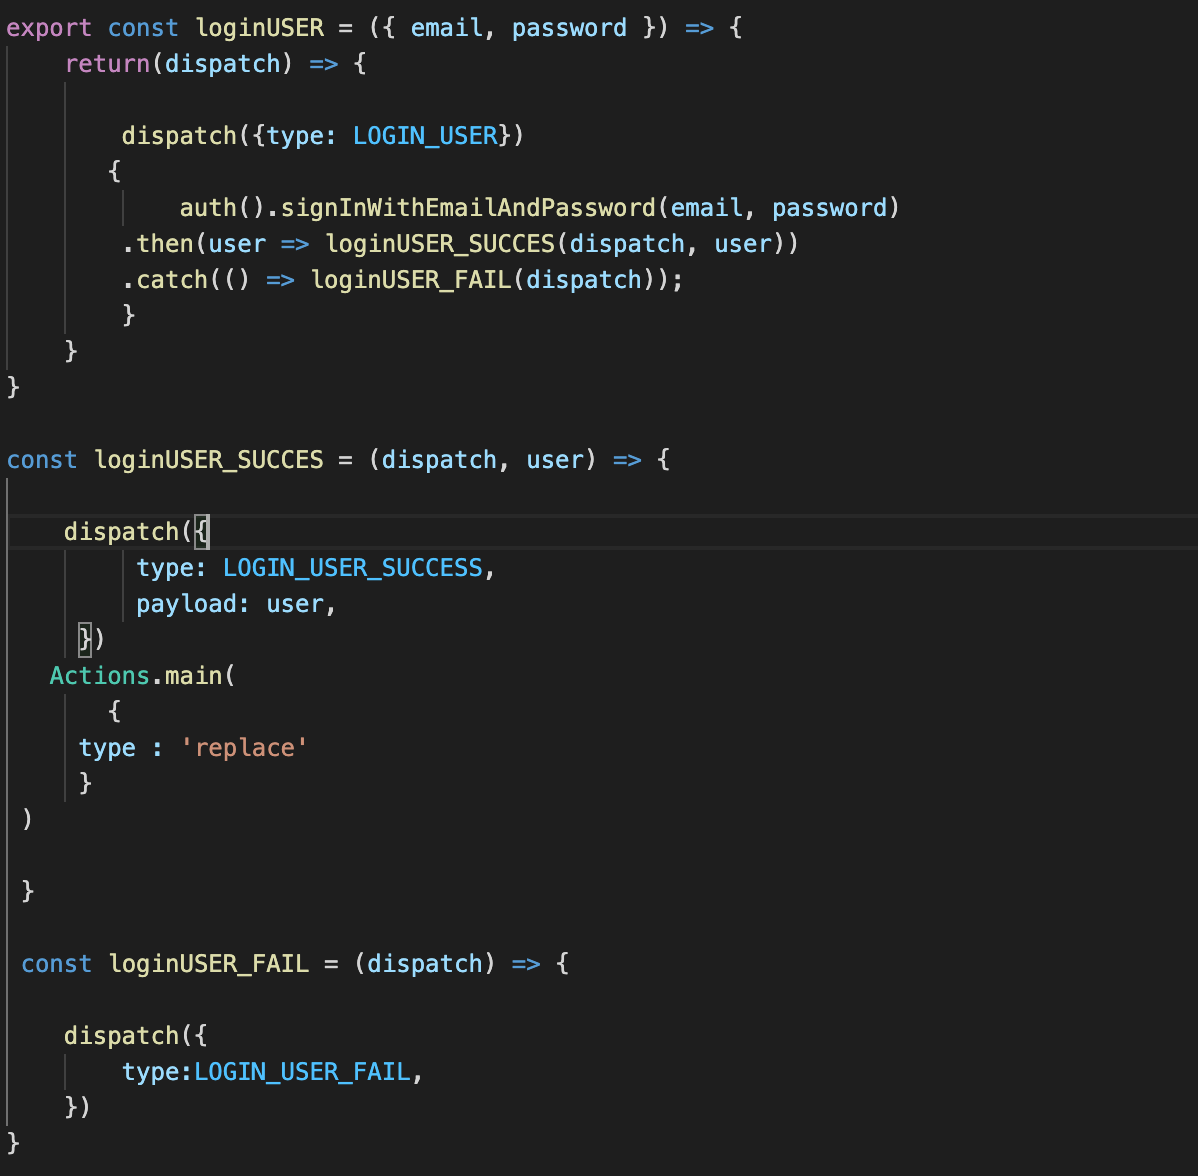 export const loginUSER = ({ email, password }) => {
    return(dispatch) => {
        dispatch({type: LOGIN_USER})
       {
            auth().signInWithEmailAndPassword(email, password)
        .then(user => loginUSER_SUCCES(dispatch, user))
        .catch(() => loginUSER_FAIL(dispatch));
        }
    }
}
const loginUSER_SUCCES = (dispatch, user) => {
    dispatch({
         type: LOGIN_USER_SUCCESS,
         payload: user,
     })
   Actions.main(
       {
     type : 'replace'
     }
 )
 }
 const loginUSER_FAIL = (dispatch) => {
    dispatch({
        type:LOGIN_USER_FAIL,
    })
}